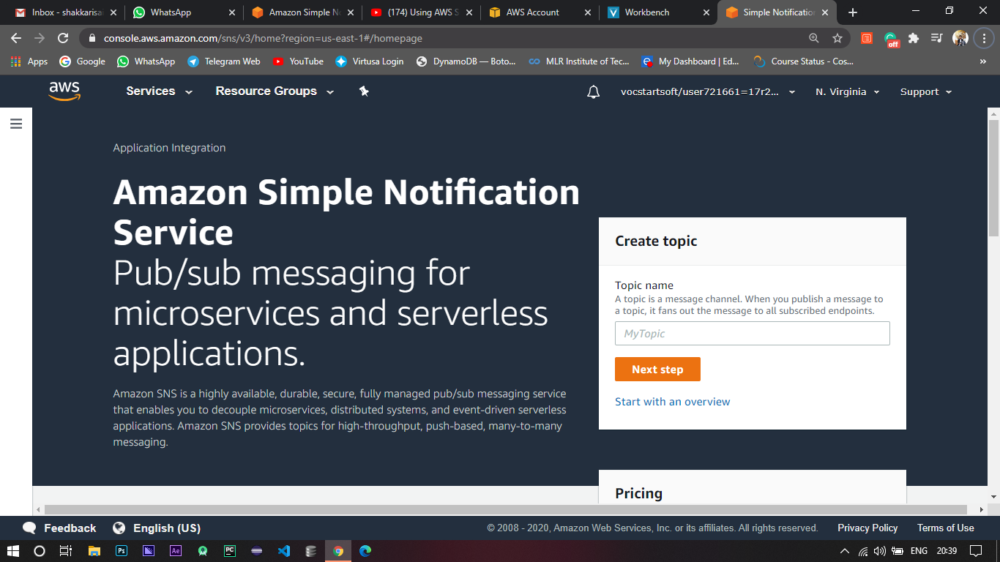 Inbox - shakkarisa
WhatsApp
Amazon Simple No
(174) Using AWS S
AWS Account
Workbench
Simple Notification
console.aws.amazon.com/sns/v3/home?region=us-east-1#/homepage
off
Apps
Google
WhatsApp
Telegram Web
YouTube
Virtusa Login
DynamoDB — Boto...
MLR Institute of Tec...
My Dashboard | Ed...
Course Status - Cos...
»
aws
Services
Resource Groups
vocstartsoft/user721661=17r2...
N. Virginia
Support
Application Integration
Amazon Simple Notification
Service
Pub/sub messaging for
microservices and serverless
applications.
Amazon SNS is a highly available, durable, secure, fully managed pub/sub messaging service
that enables you to decouple microservices, distributed systems, and event-driven serverless
applications. Amazon SNS provides topics for high-throughput, push-based, many-to-many
messaging.
Create topic
Topic name
A topic is a message channel. When you publish a message to
a topic, it fans out the message to all subscribed endpoints.
MyTopic
Next step
Start with an overview
Pricing
Feedback
English (US)
© 2008 - 2020, Amazon Web Services, Inc. or its affiliates. All rights reserved.
Privacy Policy
Terms of Use
Ps
Ae
PC
ENG
20:39